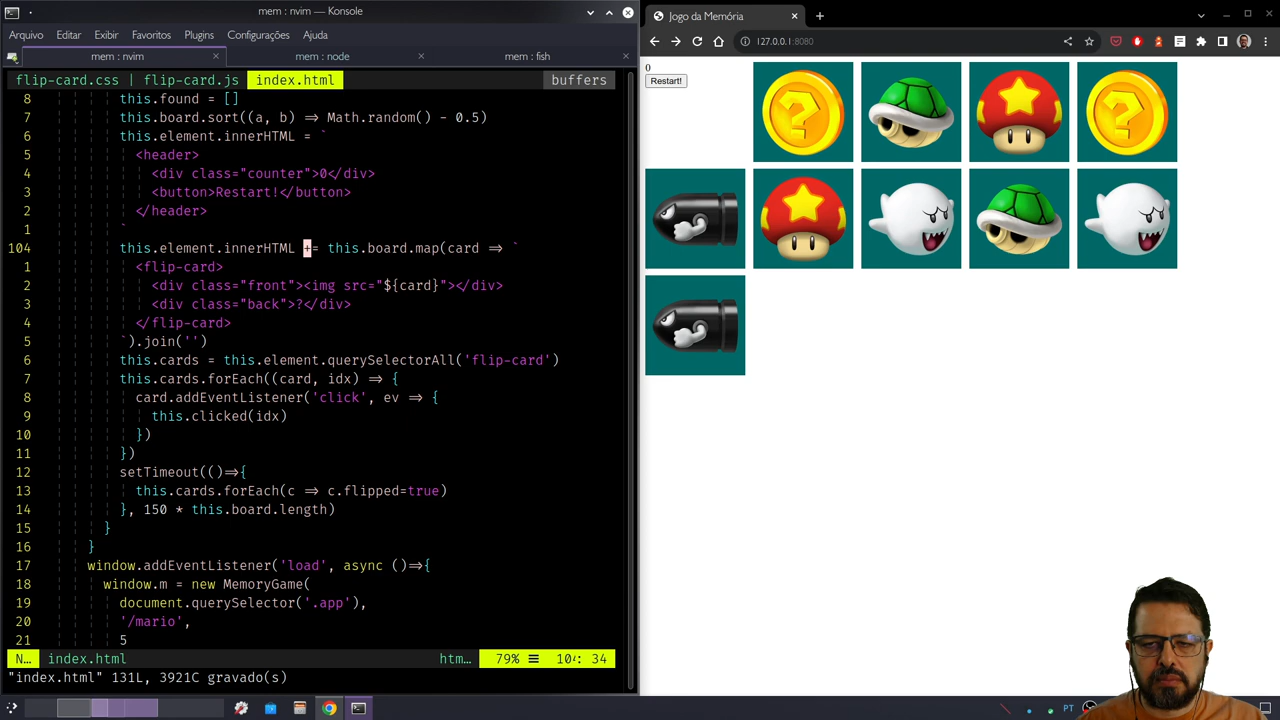 mem : nvim — Konsole
Arquivo Editar Exibir Favoritos Plugins Configurações Ajuda
mem : nvim mem : node mem : fish
flip-card.css | flip-card.js index.html buffers
8 this.found = []
7 this.board.sort((a, b) => Math.random() - 0.5)
6 this.element.innerHTML = `
5 <header>
4 <div class="counter">0</div>
3 <button>Restart!</button>
2 </header>
1 `
104 this.element.innerHTML += this.board.map(card => `
1 <flip-card>
2 <div class="front"><img src="${card}"></div>
3 <div class="back">?</div>
4 </flip-card>
5 `).join('')
6 this.cards = this.element.querySelectorAll('flip-card')
7 this.cards.forEach((card, idx) => {
8 card.addEventListener('click', ev => {
9 this.clicked(idx)
10 })
11 })
12 setTimeout(()=>{
13 this.cards.forEach(c => c.flipped=true)
14 }, 150 * this.board.length)
15 }
16 }
17 window.addEventListener('load', async ()=>{
18 window.m = new MemoryGame(
19 document.querySelector('.app'),
20 '/mario',
21 5
N… index.html htm… 79% ☰ 104: 34
"index.html" 131L, 3921C gravado(s)
Jogo da Memória
127.0.0.1:8080
0
Restart!
PT